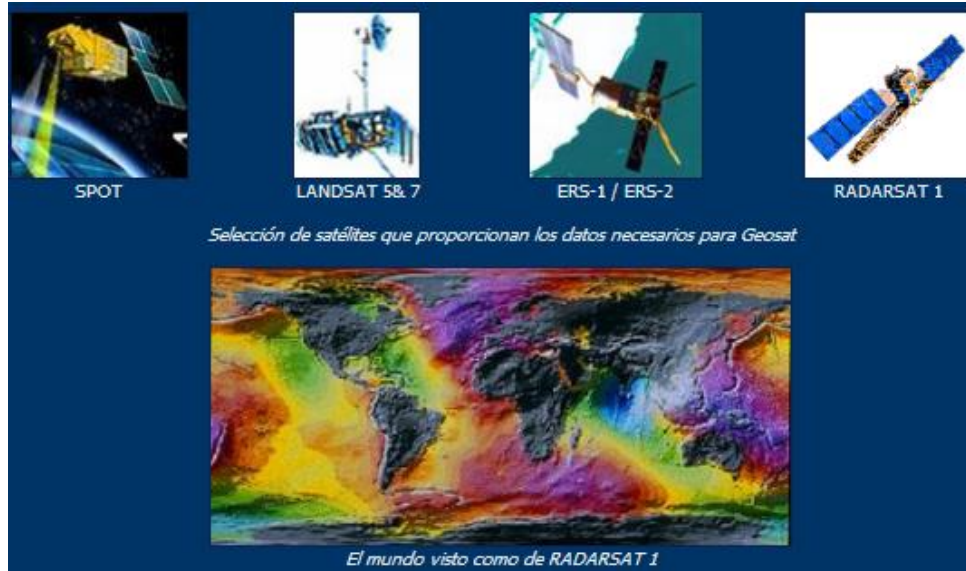 SPOT
LANDSAT 5& 7
ERS-1 / ERS-2
RADARSAT 1
Selección de satélites que proporcionan los datos necesarios para Geosat
El mundo visto como de RADARSAT 1